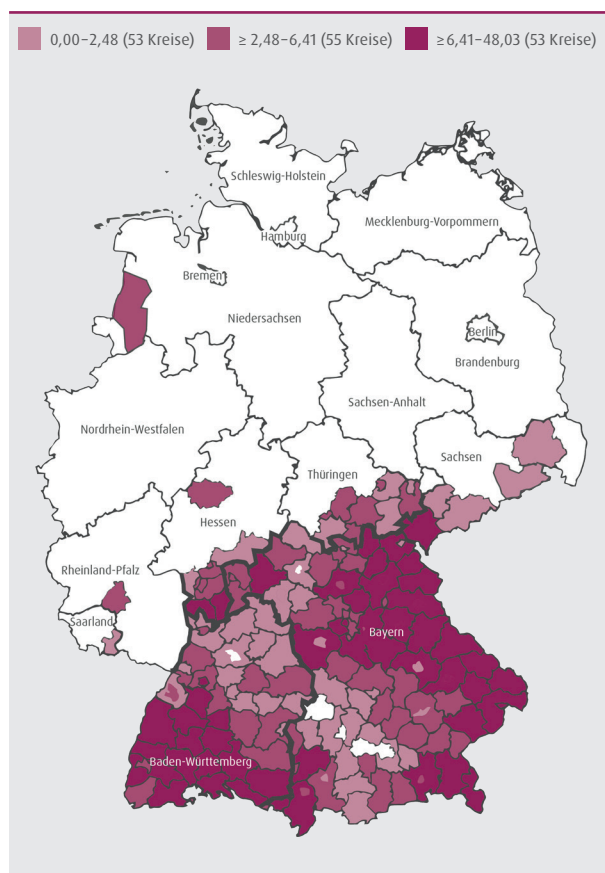 0,00–2,48 (53 Kreise) ≥ 2,48–6,41 (55 Kreise) ≥ 6,41–48,03 (53 Kreise)
Schleswig-Holstein
Mecklenburg-Vorpommern
Hamburg
Bremen
Niedersachsen
Berlin
Brandenburg
Sachsen-Anhalt
Nordrhein-Westfalen
Sachsen
Thüringen
Hessen
Rheinland-Pfalz
Saarland
Bayern
Baden-Württemberg